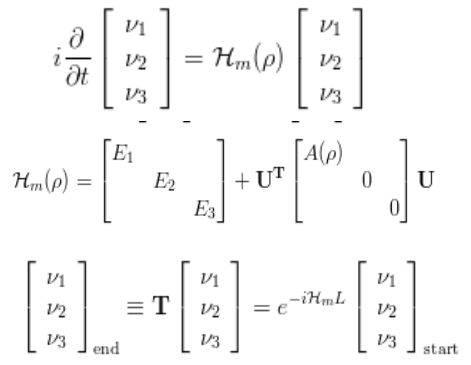 i ∂/∂t [ν₁ ν₂ ν₃] = ℋₘ(ρ) [ν₁ ν₂ ν₃]
ℋₘ(ρ) = [E₁ E₂ E₃] + Uᵀ [A(ρ) 0 0] U
[ν₁ ν₂ ν₃]end ≡ T [ν₁ ν₂ ν₃] = e^{-iℋₘL} [ν₁ ν₂ ν₃]start